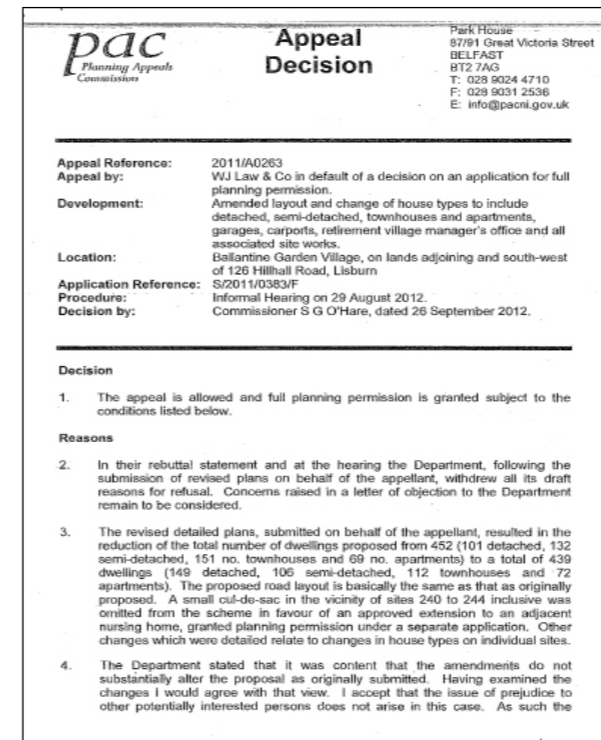 pac
Planning Appeals
Commission
Appeal
Decision
Park House
87/91 Great Victoria Street
BELFAST
BT2 7AG
T: 028 9024 4710
F: 028 9031 2536
E: info@pacni.gov.uk
Appeal Reference: 2011/A0263
Appeal by: WJ Law & Co in default of a decision on an application for full
planning permission.
Development: Amended layout and change of house types to include
detached, semi-detached, townhouses and apartments,
garages, carports, retirement village manager's office and all
associated site works.
Location: Ballantine Garden Village, on lands adjoining and south-west
of 126 Hillhall Road, Lisburn
Application Reference: S/2011/0383/F
Procedure: Informal Hearing on 29 August 2012.
Decision by: Commissioner S G O'Hare, dated 26 September 2012.
Decision
1. The appeal is allowed and full planning permission is granted subject to the
conditions listed below.
Reasons
2. In their rebuttal statement and at the hearing the Department, following the
submission of revised plans on behalf of the appellant, withdrew all its draft
reasons for refusal. Concerns raised in a letter of objection to the Department
remain to be considered.
3. The revised detailed plans, submitted on behalf of the appellant, resulted in the
reduction of the total number of dwellings proposed from 452 (101 detached, 132
semi-detached, 151 no. townhouses and 69 no. apartments) to a total of 439
dwellings (149 detached, 106 semi-detached, 112 townhouses and 72
apartments). The proposed road layout is basically the same as that as originally
proposed. A small cul-de-sac in the vicinity of sites 240 to 244 inclusive was
omitted from the scheme in favour of an approved extension to an adjacent
nursing home, granted planning permission under a separate application. Other
changes which were detailed relate to changes in house types on individual sites.
4. The Department stated that it was content that the amendments do not
substantially alter the proposal as originally submitted. Having examined the
changes I would agree with that view. I accept that the issue of prejudice to
other potentially interested persons does not arise in this case. As such the